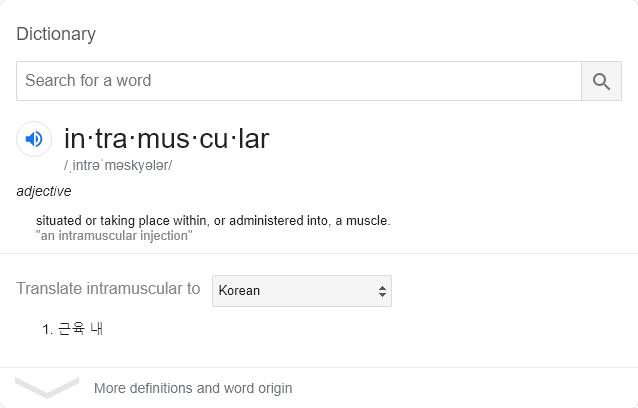 Dictionary
Search for a word
in·tra·mus·cu·lar
/ˌintrəˈməskyələr/
adjective
situated or taking place within, or administered into, a muscle.
"an intramuscular injection"
Translate intramuscular to Korean
1. 근육 내
More definitions and word origin